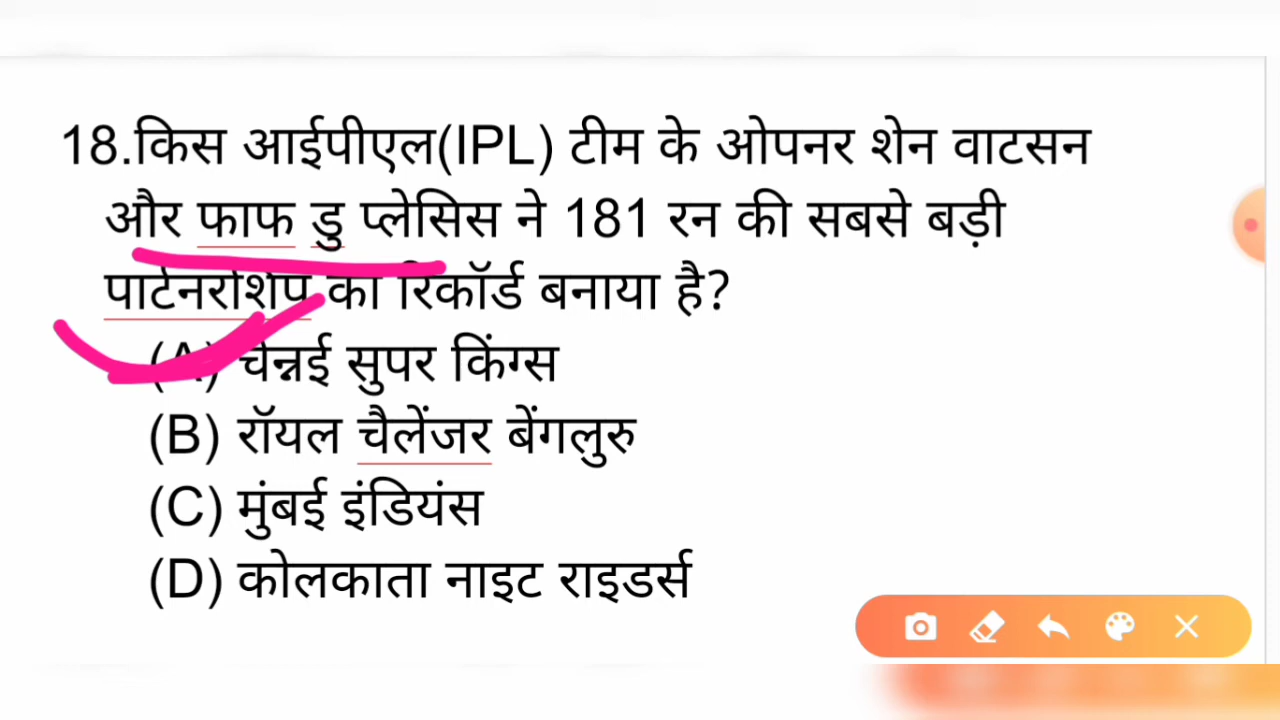 18.किस आईपीएल(IPL) टीम के ओपनर शेन वाटसन
और फाफ डु प्लेसिस ने 181 रन की सबसे बड़ी
पार्टनरशिप का रिकॉर्ड बनाया है?
(A) चेन्नई सुपर किंग्स
(B) रॉयल चैलेंजर बेंगलुरु
(C) मुंबई इंडियंस
(D) कोलकाता नाइट राइडर्स